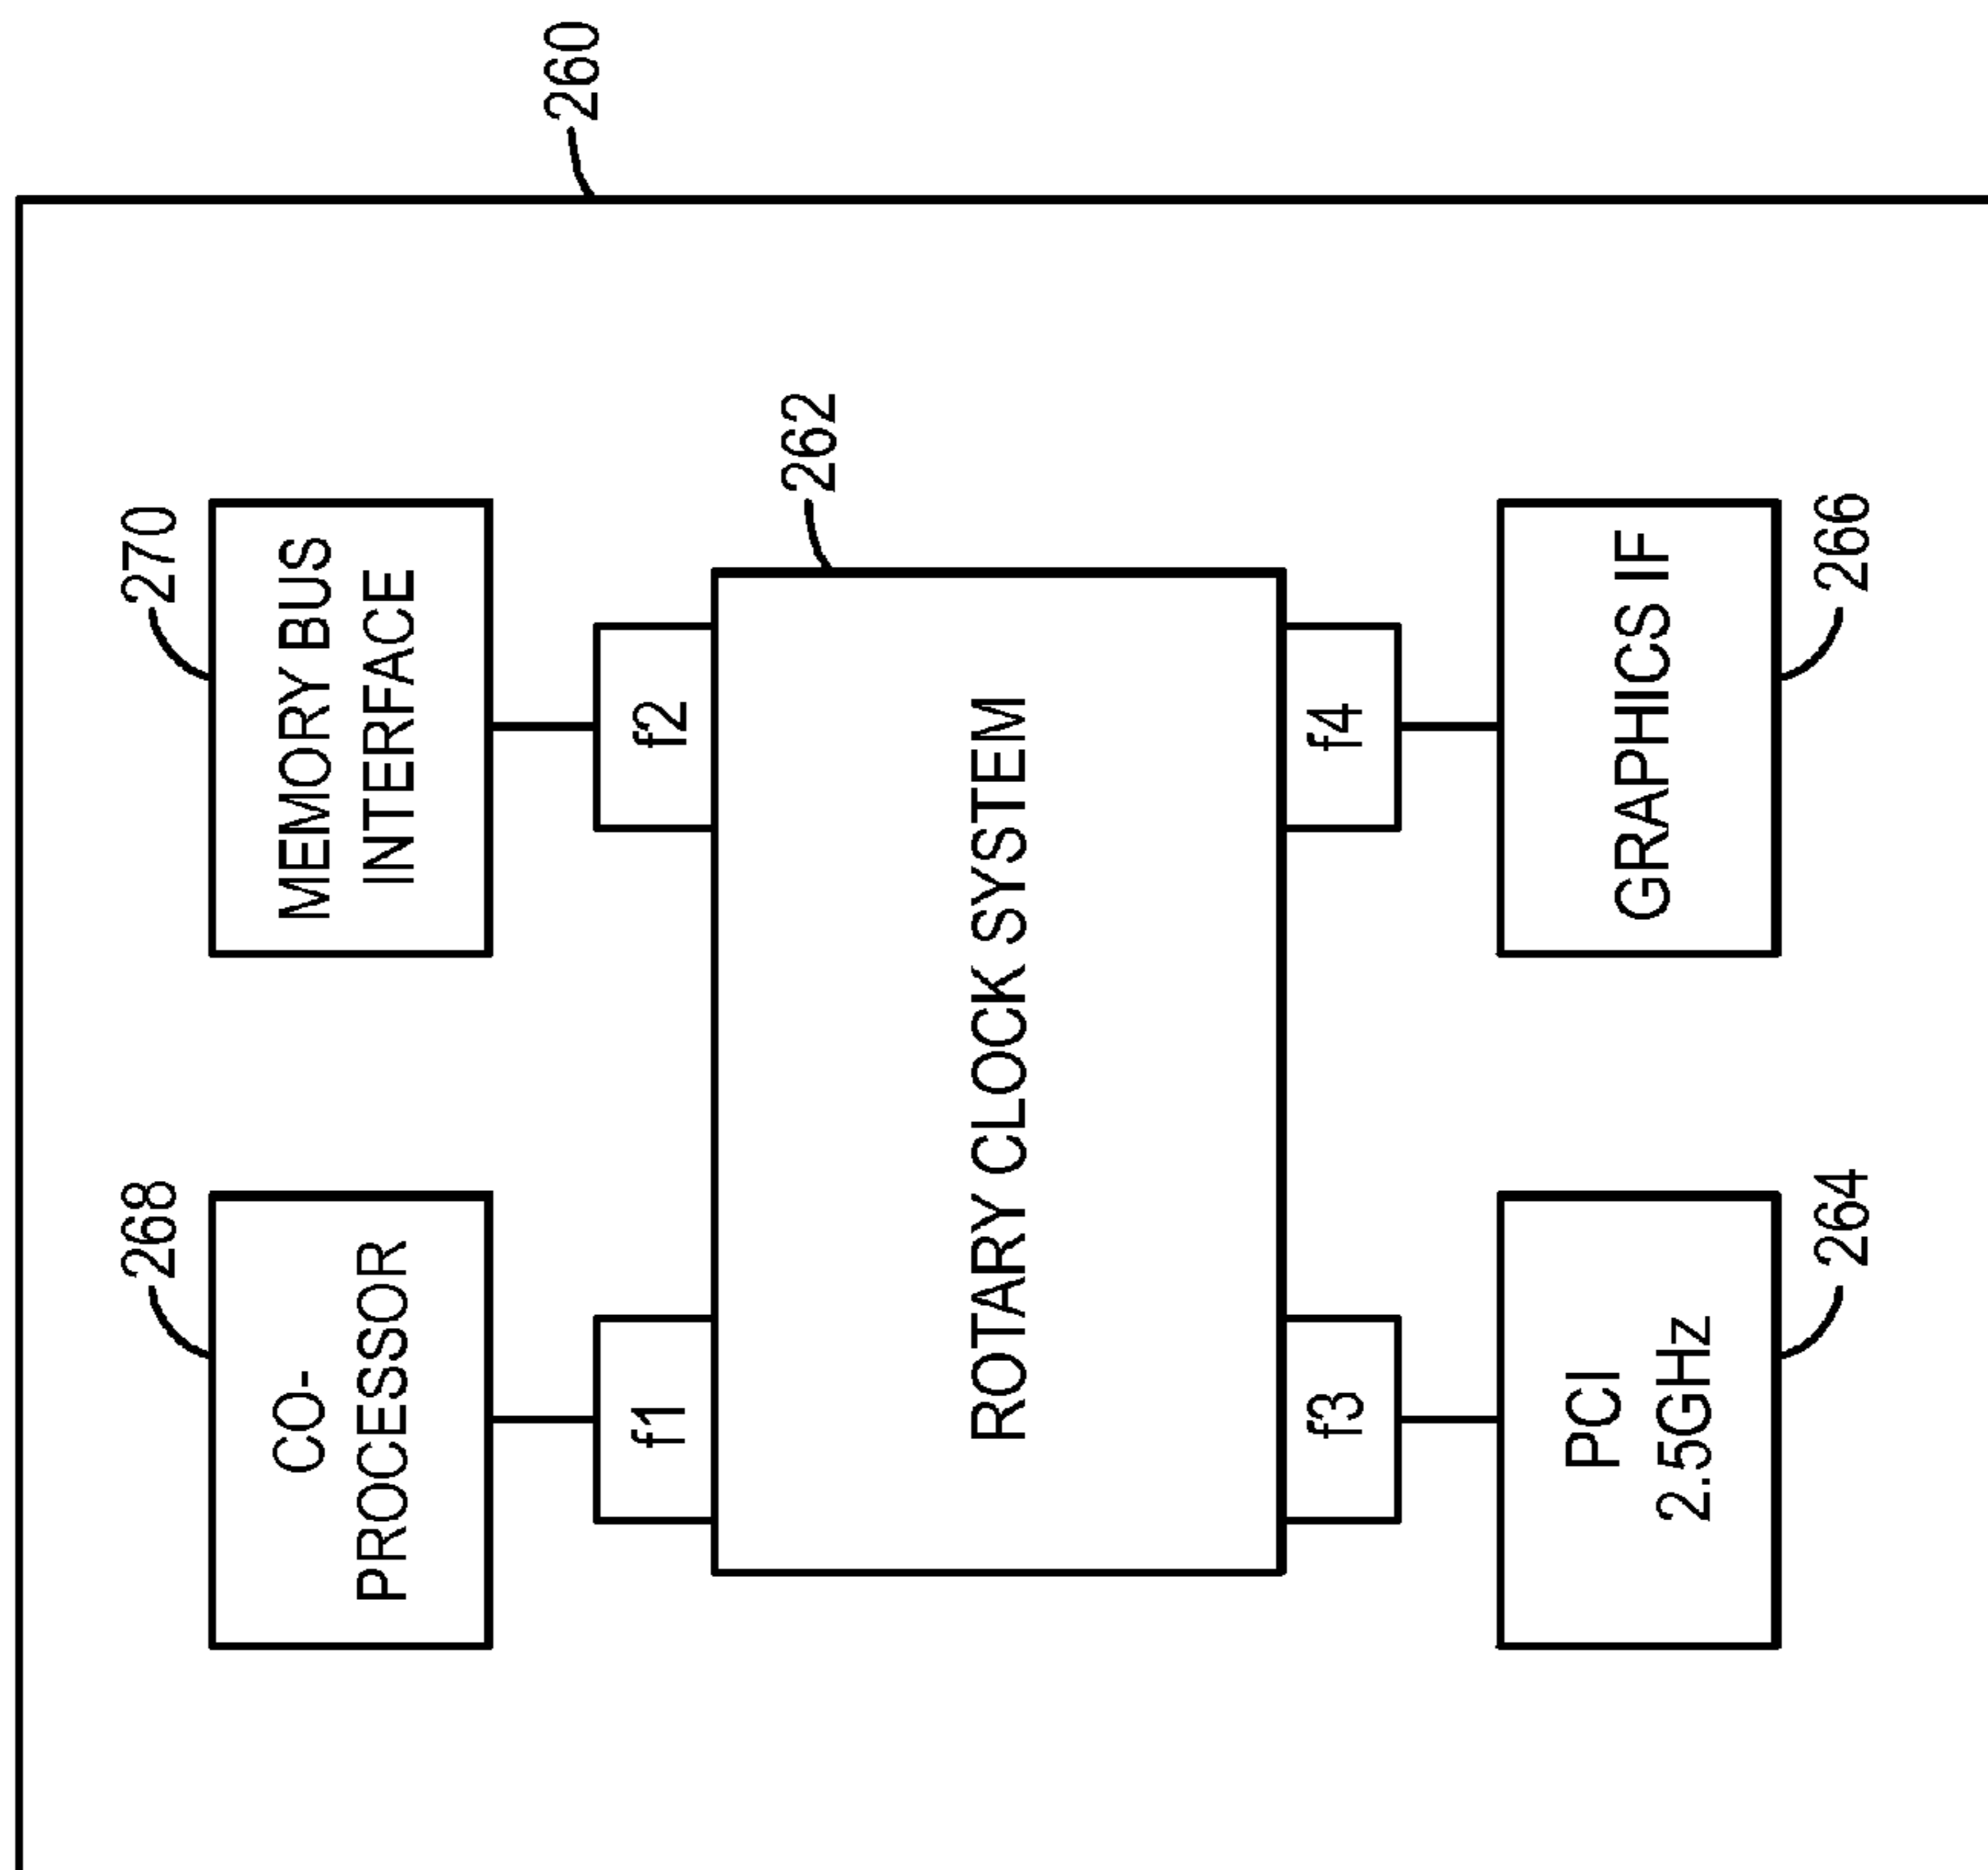 260
268
270
CO-
PROCESSOR
MEMORY BUS
INTERFACE
f1
f2
262
ROTARY CLOCK SYSTEM
f3
f4
PCI
2.5GHz
GRAPHICS IF
264
266